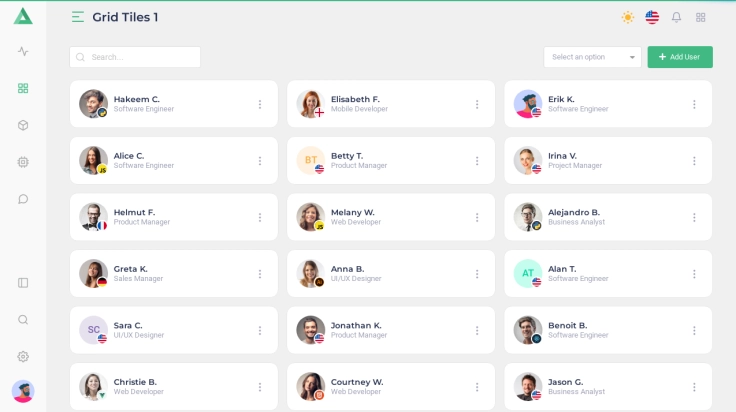 Grid Tiles 1
Search...
Select an option
Add User
Hakeem C.
Software Engineer
Elisabeth F.
Mobile Developer
Erik K.
Software Engineer
Alice C.
Software Engineer
JS
BT
Betty T.
Product Manager
Irina V.
Project Manager
Helmut F.
Product Manager
Melany W.
Web Developer
JS
Alejandro B.
Business Analyst
Greta K.
Sales Manager
Anna B.
UI/UX Designer
AT
Alan T.
Software Engineer
SC
Sara C.
UI/UX Designer
Jonathan K.
Product Manager
Benoit B.
Software Engineer
Christie B.
Web Developer
Courtney W.
Web Developer
Jason G.
Business Analyst